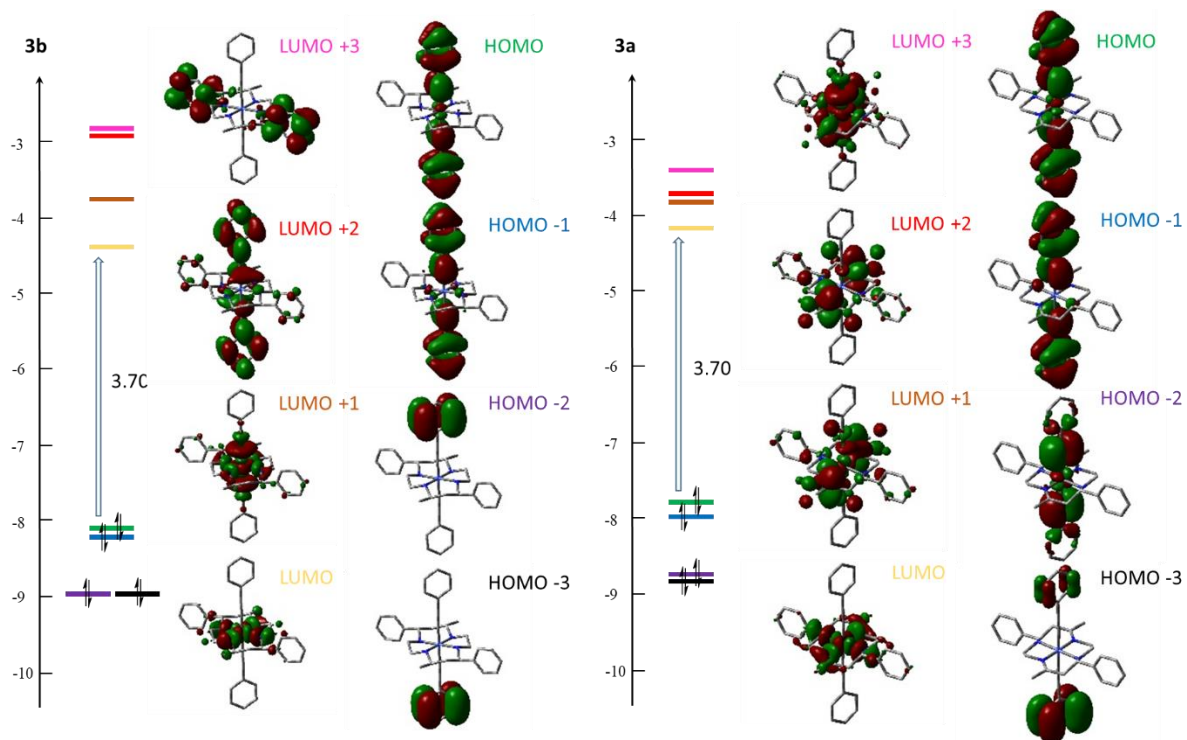 3b
LUMO +3
HOMO
-3
-4
LUMO +2
HOMO -1
-5
-6
3.70
LUMO +1
HOMO -2
-7
-8
LUMO
HOMO -3
-9
-10
3a
LUMO +3
HOMO
-3
-4
LUMO +2
HOMO -1
-5
-6
3.70
LUMO +1
HOMO -2
-7
-8
LUMO
HOMO -3
-9
-10